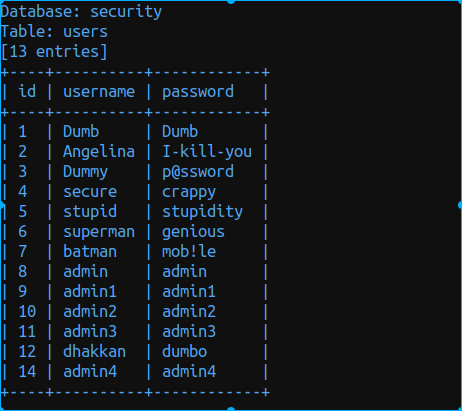 Database: security
Table: users
[13 entries]
+----+----------+------------+
| id | username | password   |
+----+----------+------------+
| 1  | Dumb     | Dumb       |
| 2  | Angelina | I-kill-you |
| 3  | Dummy    | p@ssword   |
| 4  | secure   | crappy     |
| 5  | stupid   | stupidity  |
| 6  | superman | genious    |
| 7  | batman   | mob!le     |
| 8  | admin    | admin      |
| 9  | admin1   | admin1     |
| 10 | admin2   | admin2     |
| 11 | admin3   | admin3     |
| 12 | dhakkan  | dumbo      |
| 14 | admin4   | admin4     |
+----+----------+------------+